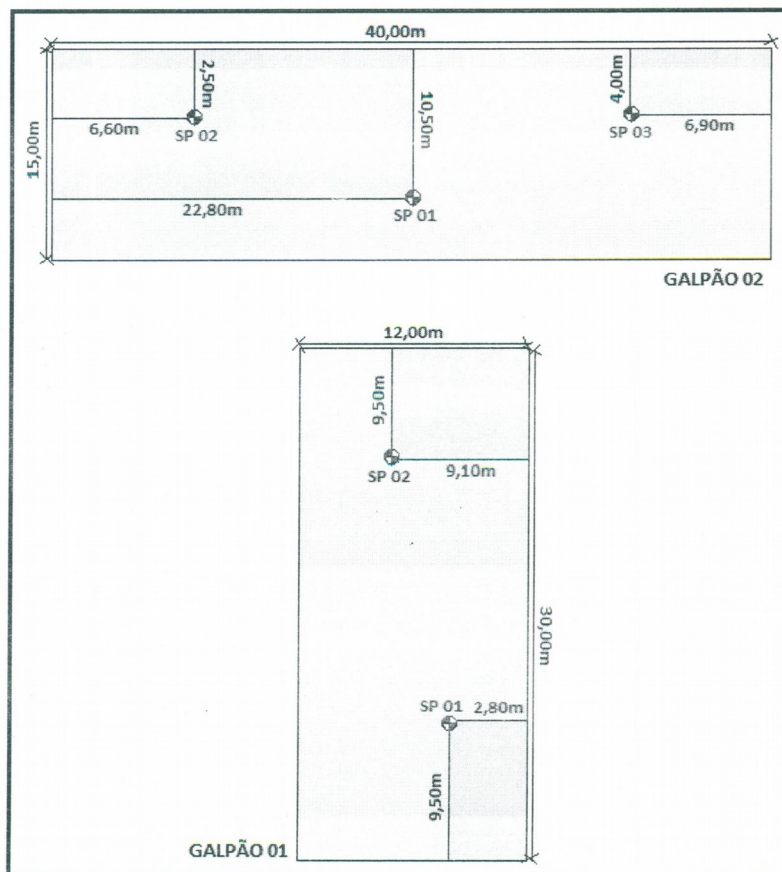 40,00m
2,50m
10,50m
4,00m
15,00m
6,60m
SP 02
SP 03
6,90m
22,80m
SP 01
GALPÃO 02
12,00m
9,50m
SP 02
9,10m
30,00m
SP 01
2,80m
9,50m
GALPÃO 01